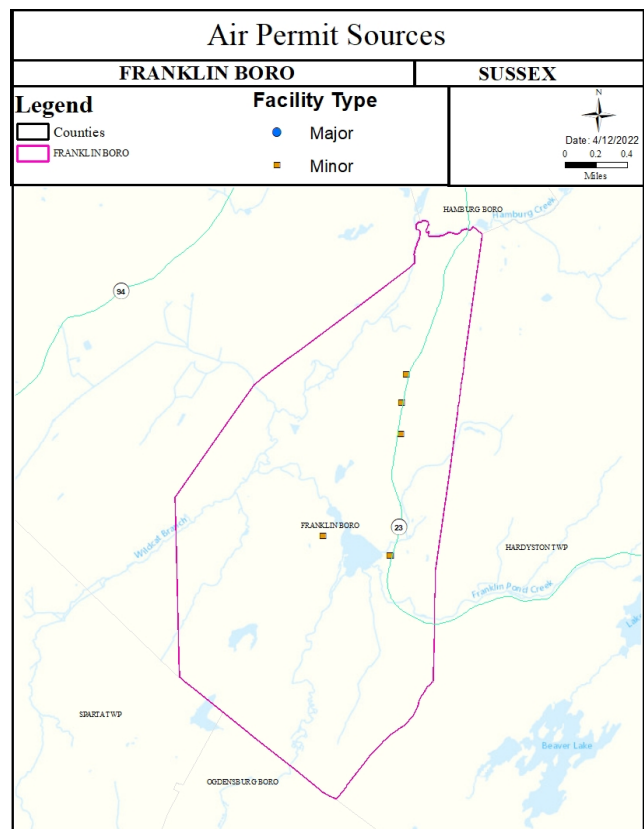 Air Permit Sources
FRANKLIN BORO
SUSSEX
Legend
Counties
FRANKLIN BORO
Facility Type
Major
Minor
N
Date: 4/12/2022
0 0.2 0.4
Miles
HAMBURG BORO
Hamburg Creek
94
Wildcat Branch
FRANKLIN BORO
23
HARDYSTON TWP
Franklin Pond Creek
SPARTA TWP
Beaver Lake
OGDENSBURG BORO